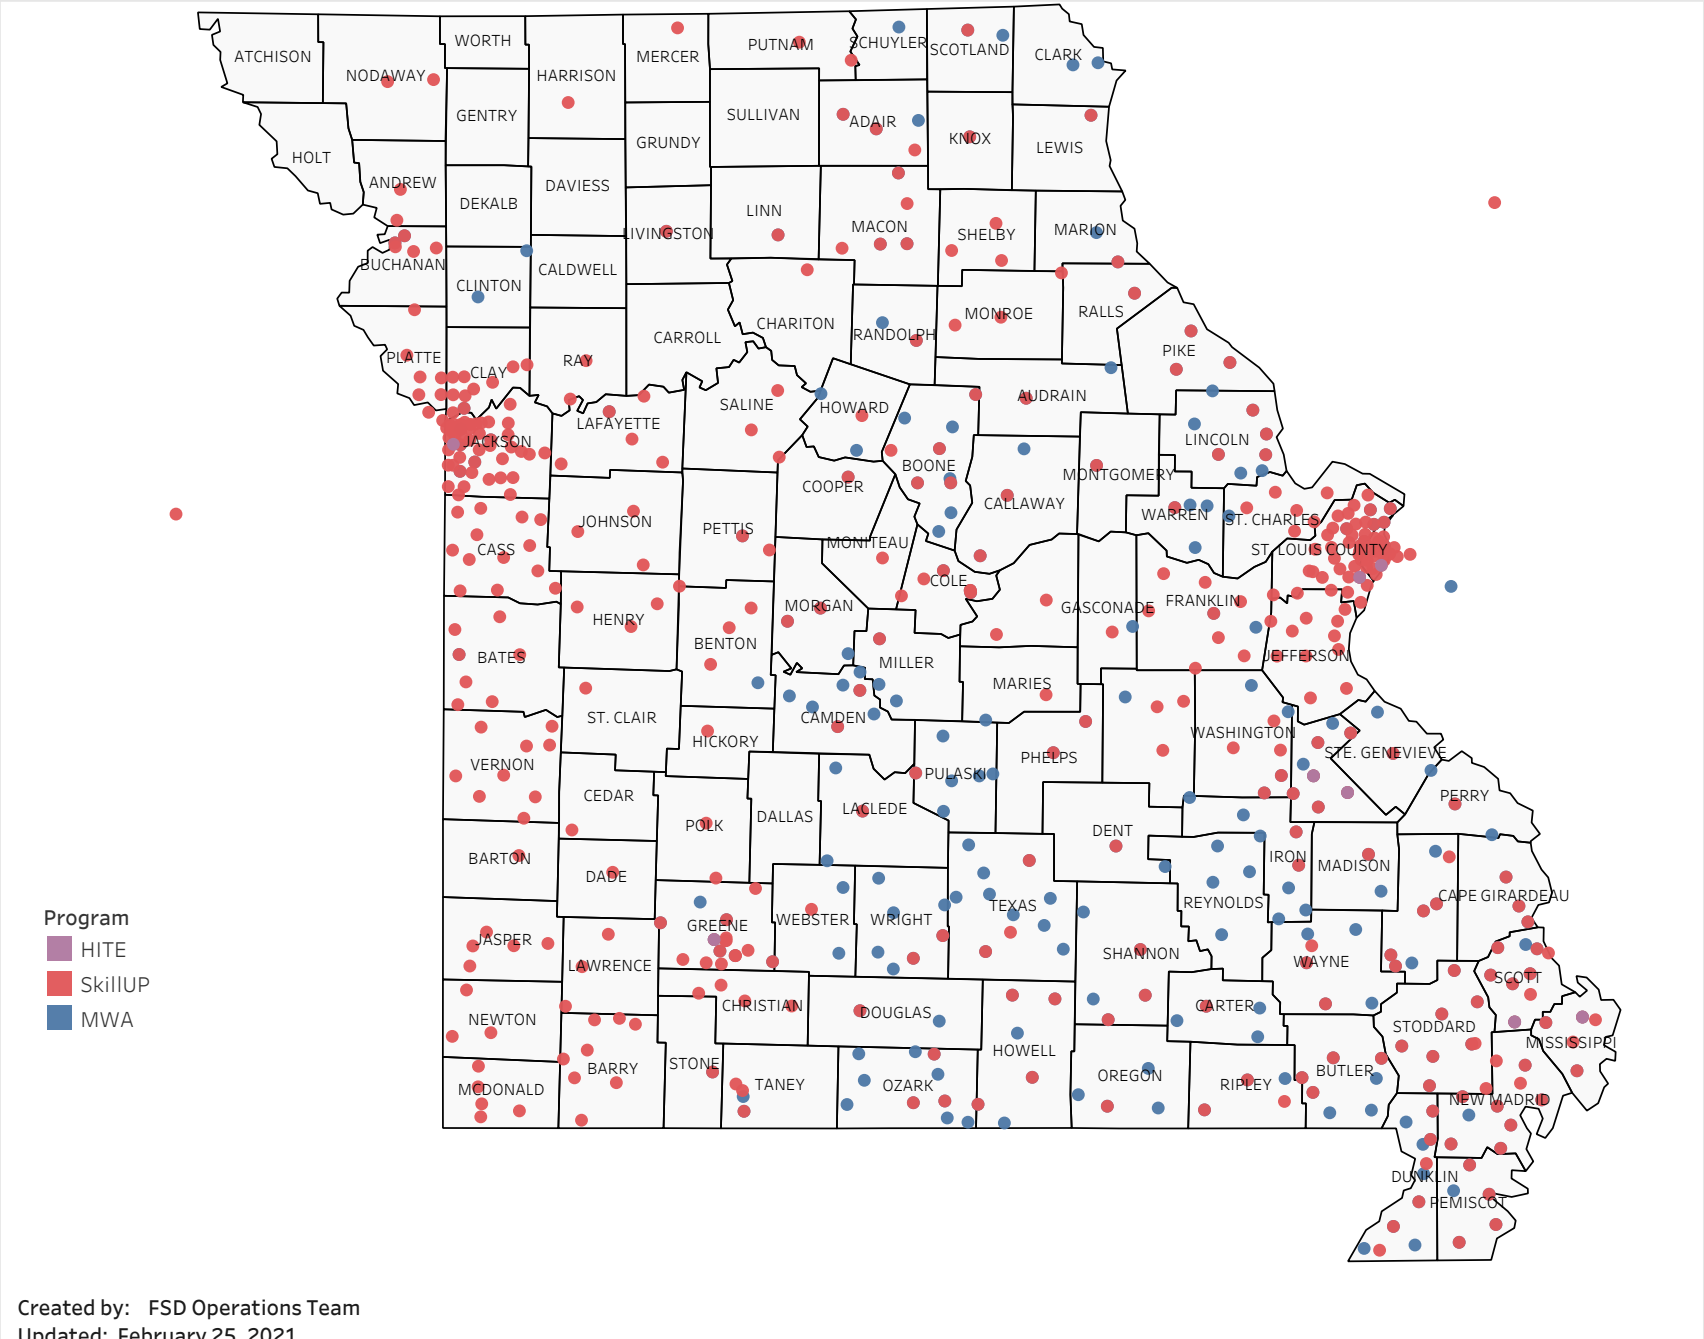 ATCHISON
NODAWAY
WORTH
HARRISON
MERCER
PUTNAM
SCHUYLER
SCOTLAND
CLARK
HOLT
GENTRY
GRUNDY
SULLIVAN
ADAIR
KNOX
LEWIS
ANDREW
DEKALB
DAVIESS
LIVINGSTON
LINN
MACON
SHELBY
MARION
BUCHANAN
CLINTON
CALDWELL
CARROLL
CHARITON
RANDOLPH
MONROE
RALLS
PLATTE
CLAY
RAY
PIKE
LAFAYETTE
SALINE
HOWARD
AUDRAIN
JACKSON
BOONE
LINCOLN
COOPER
CALLAWAY
MONTGOMERY
JOHNSON
PETTIS
WARREN
ST. CHARLES
CASS
MONITEAU
ST. LOUIS COUNTY
COLE
HENRY
MORGAN
GASCONADE
FRANKLIN
BATES
BENTON
MILLER
JEFFERSON
ST. CLAIR
CAMDEN
MARIES
HICKORY
WASHINGTON
VERNON
PULASKI
PHELPS
STE. GENEVIEVE
CEDAR
POLK
DALLAS
LACLEDE
DENT
PERRY
BARTON
DADE
IRON
MADISON
GREENE
WEBSTER
WRIGHT
TEXAS
REYNOLDS
CAPE GIRARDEAU
JASPER
LAWRENCE
SHANNON
WAYNE
SCOTT
NEWTON
CHRISTIAN
DOUGLAS
CARTER
STODDARD
MISSISSIPPI
HOWELL
MCDONALD
BARRY
STONE
TANEY
OZARK
OREGON
RIPLEY
BUTLER
NEW MADRID
DUNKLIN
PEMISCOT
Program
HITE
SkillUP
MWA
Created by: FSD Operations Team
Updated: February 25, 2021